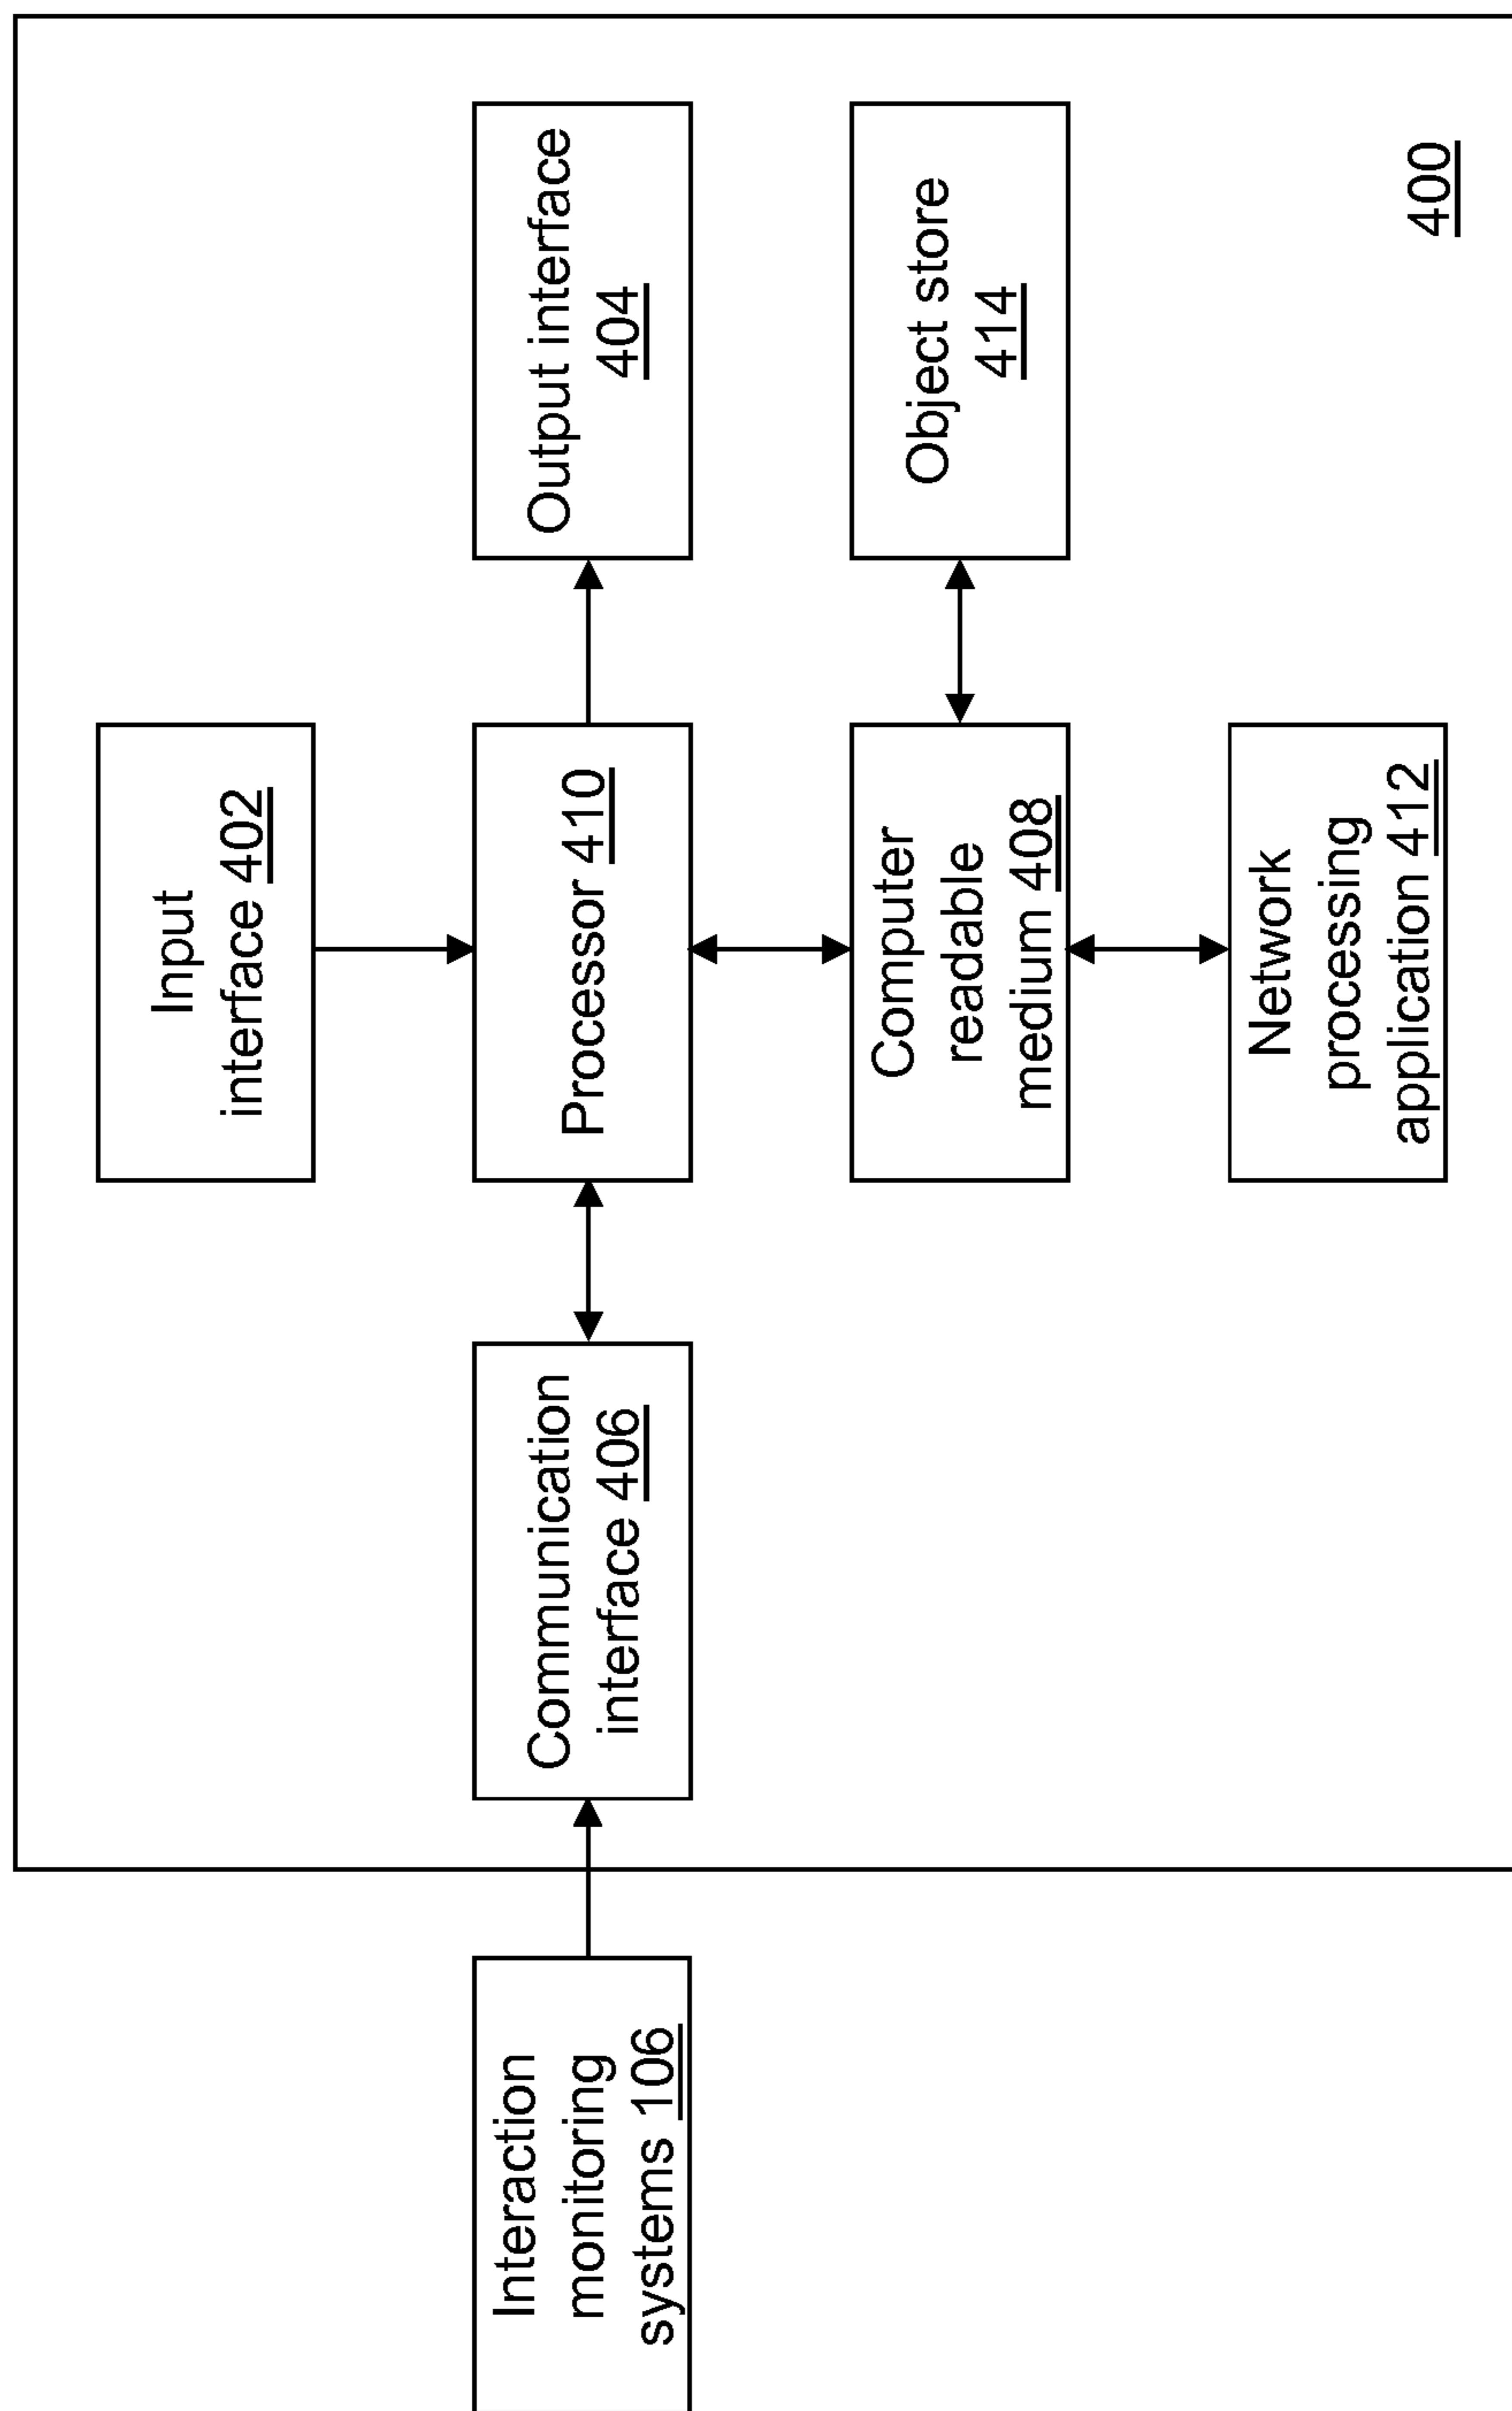 Input
interface 402
Interaction
monitoring
systems 106
Communication
interface 406
Processor 410
Output interface
404
Computer
readable
medium 408
Object store
414
Network
processing
application 412
400